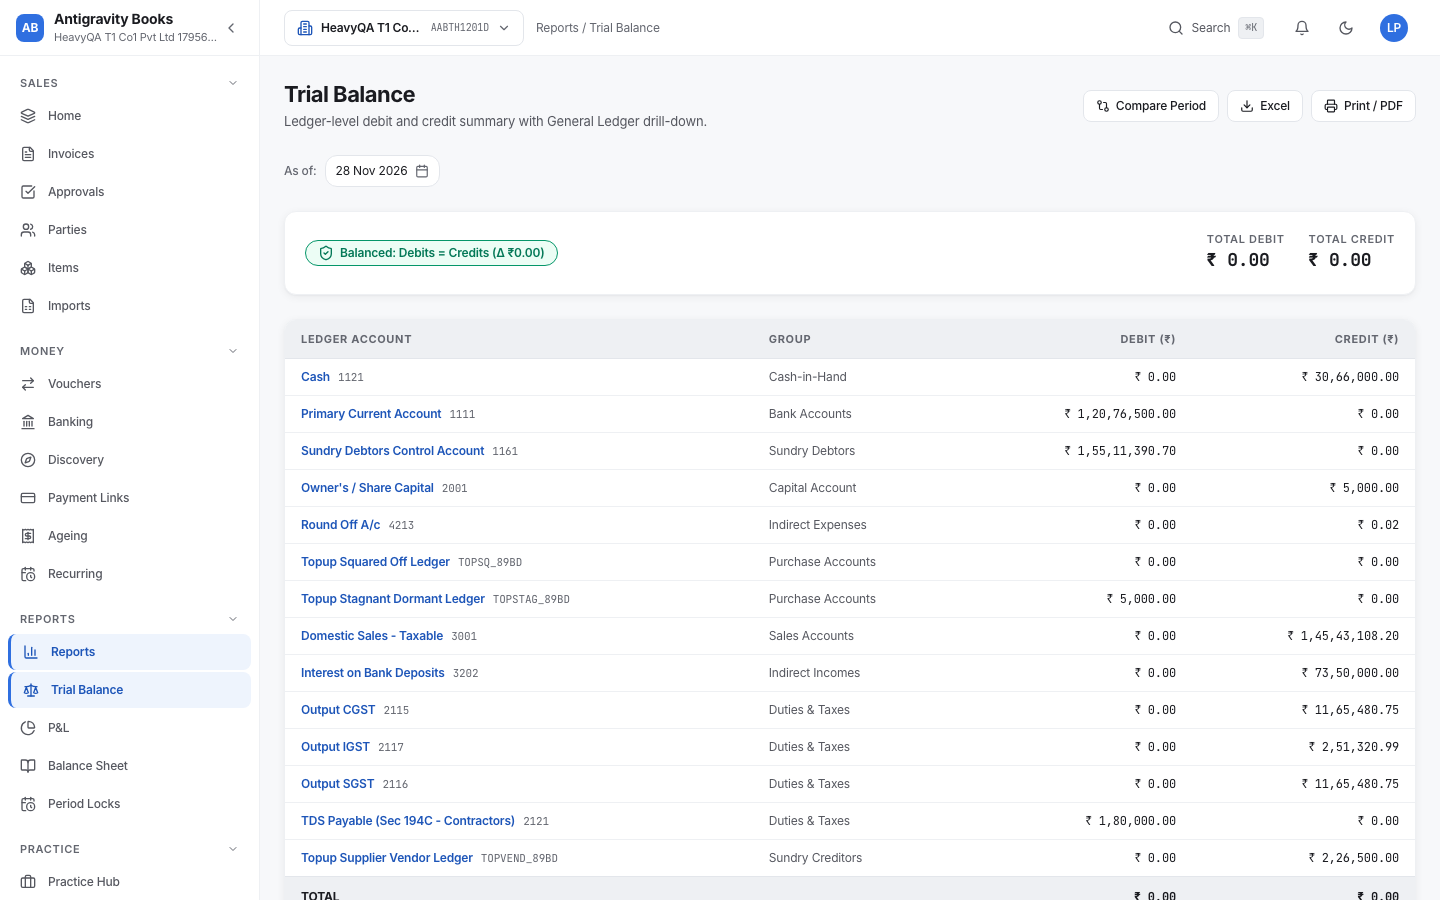 AB
Antigravity Books
HeavyQA T1 Co1 Pvt Ltd 17956...
HeavyQA T1 Co... AABTH1201D
Reports / Trial Balance
Search ⌘K
LP
SALES
Home
Invoices
Approvals
Parties
Items
Imports
MONEY
Vouchers
Banking
Discovery
Payment Links
Ageing
Recurring
REPORTS
Reports
Trial Balance
P&L
Balance Sheet
Period Locks
PRACTICE
Practice Hub
Trial Balance
Ledger-level debit and credit summary with General Ledger drill-down.
Compare Period
Excel
Print / PDF
As of: 28 Nov 2026
Balanced: Debits = Credits (Δ ₹0.00)
TOTAL DEBIT TOTAL CREDIT
₹ 0.00 ₹ 0.00
LEDGER ACCOUNT GROUP DEBIT (₹) CREDIT (₹)
Cash 1121 Cash-in-Hand ₹ 0.00 ₹ 30,66,000.00
Primary Current Account 1111 Bank Accounts ₹ 1,20,76,500.00 ₹ 0.00
Sundry Debtors Control Account 1161 Sundry Debtors ₹ 1,55,11,390.70 ₹ 0.00
Owner's / Share Capital 2001 Capital Account ₹ 0.00 ₹ 5,000.00
Round Off A/c 4213 Indirect Expenses ₹ 0.00 ₹ 0.02
Topup Squared Off Ledger TOPSQ_89BD Purchase Accounts ₹ 0.00 ₹ 0.00
Topup Stagnant Dormant Ledger TOPSTAG_89BD Purchase Accounts ₹ 5,000.00 ₹ 0.00
Domestic Sales - Taxable 3001 Sales Accounts ₹ 0.00 ₹ 1,45,43,108.20
Interest on Bank Deposits 3202 Indirect Incomes ₹ 0.00 ₹ 73,50,000.00
Output CGST 2115 Duties & Taxes ₹ 0.00 ₹ 11,65,480.75
Output IGST 2117 Duties & Taxes ₹ 0.00 ₹ 2,51,320.99
Output SGST 2116 Duties & Taxes ₹ 0.00 ₹ 11,65,480.75
TDS Payable (Sec 194C - Contractors) 2121 Duties & Taxes ₹ 1,80,000.00 ₹ 0.00
Topup Supplier Vendor Ledger TOPVEND_89BD Sundry Creditors ₹ 0.00 ₹ 2,26,500.00
TOTAL ₹ 0.00 ₹ 0.00